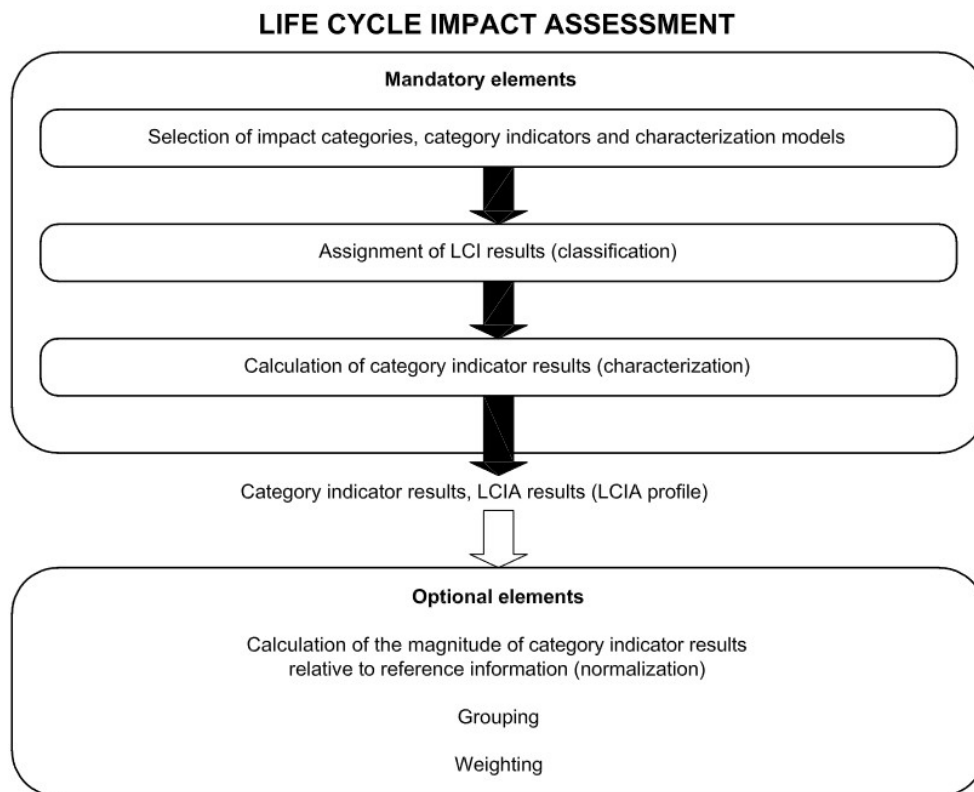 LIFE CYCLE IMPACT ASSESSMENT
Mandatory elements
Selection of impact categories, category indicators and characterization models
Assignment of LCI results (classification)
Calculation of category indicator results (characterization)
Category indicator results, LCIA results (LCIA profile)
Optional elements
Calculation of the magnitude of category indicator results
relative to reference information (normalization)
Grouping
Weighting